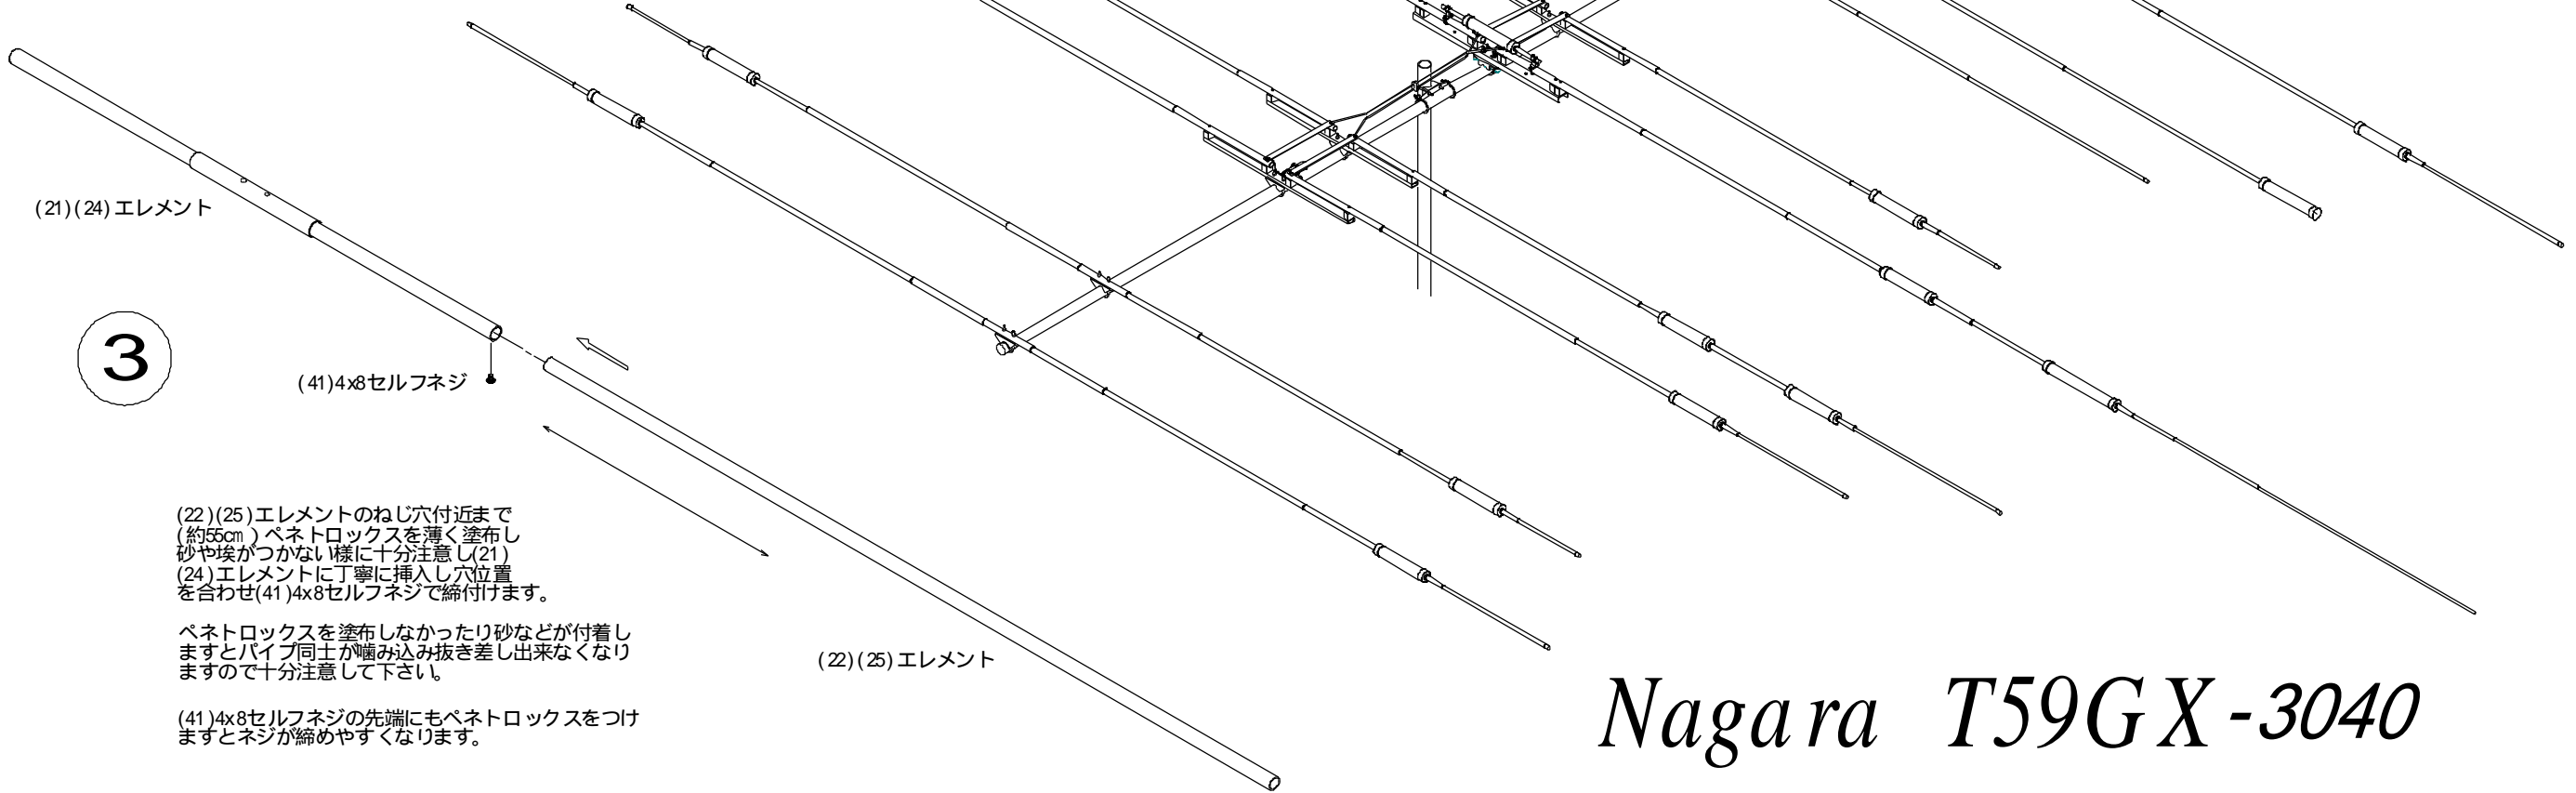 (21)(24)エレメント
3
(41)4x8セルフネジ
(22)(25)エレメントのねじ穴付近まで
(約55cm)ペネトロックスを薄く塗布し
砂や埃がつかない様に十分注意し(21)
(24)エレメントに丁寧に挿入し穴位置
を合わせ(41)4x8セルフネジで締付けます。
ペネトロックスを塗布しなかったり砂などが付着し
ますとパイプ同士が噛み込み抜き差し出来なくなり
ますので十分注意して下さい。
(41)4x8セルフネジの先端にもペネトロックスをつけ
ますとネジが締めやすくなります。
(22)(25)エレメント
Nagara T59GX-3040